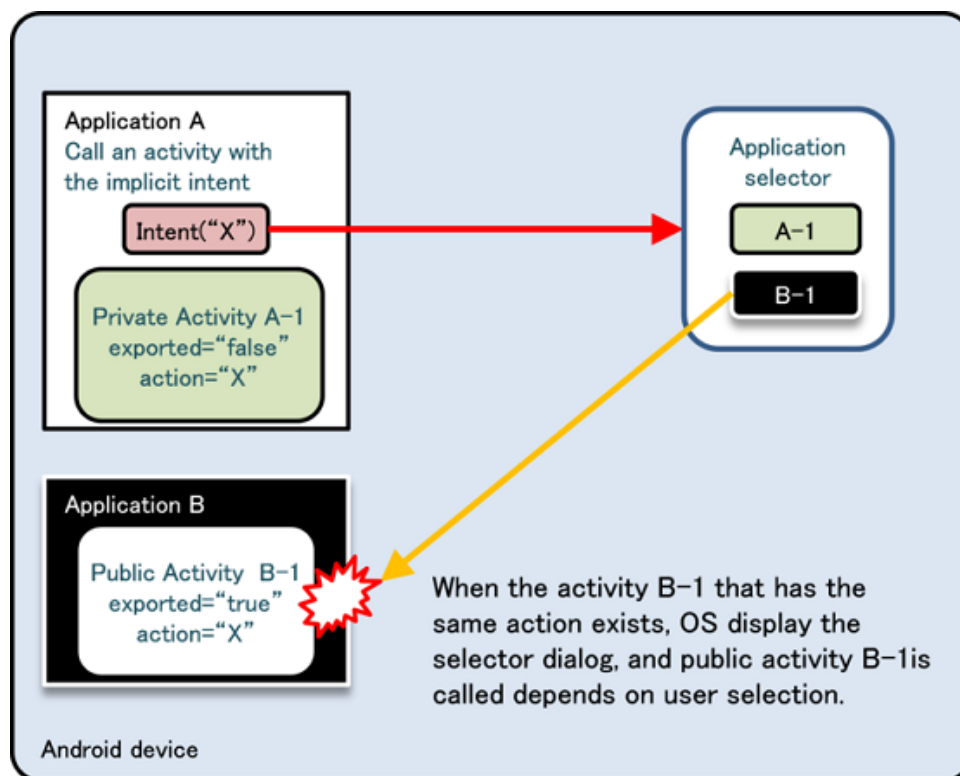 Application A
Call an activity with
the implicit intent
Intent(“X”)
Private Activity A-1
exported=“false”
action=“X”
Application
selector
A-1
B-1
Application B
Public Activity B-1
exported=“true”
action=“X”
When the activity B-1 that has the
same action exists, OS display the
selector dialog, and public activity B-1is
called depends on user selection.
Android device